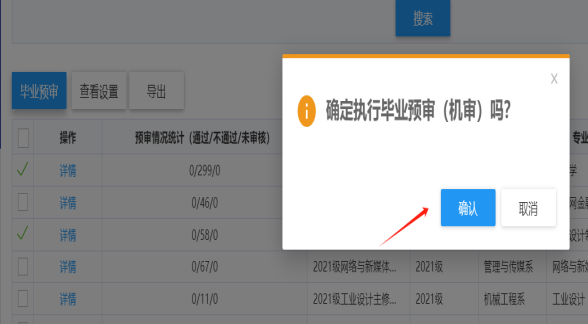 搜索
X
确定执行毕业预审（机审）吗?
毕业预审 查看设置 导出
操作 预审情况统计（通过/不通过/未审核） 专业
详情 0/299/0 学
确认 取消
详情 0/46/0 网金融
详情 0/58/0 设计
详情 0/67/0 2021级网络与新媒体... 2021级 管理与传媒系 网络与新
详情 0/11/0 2021级工业设计主修... 2021级 机械工程系 工业设计